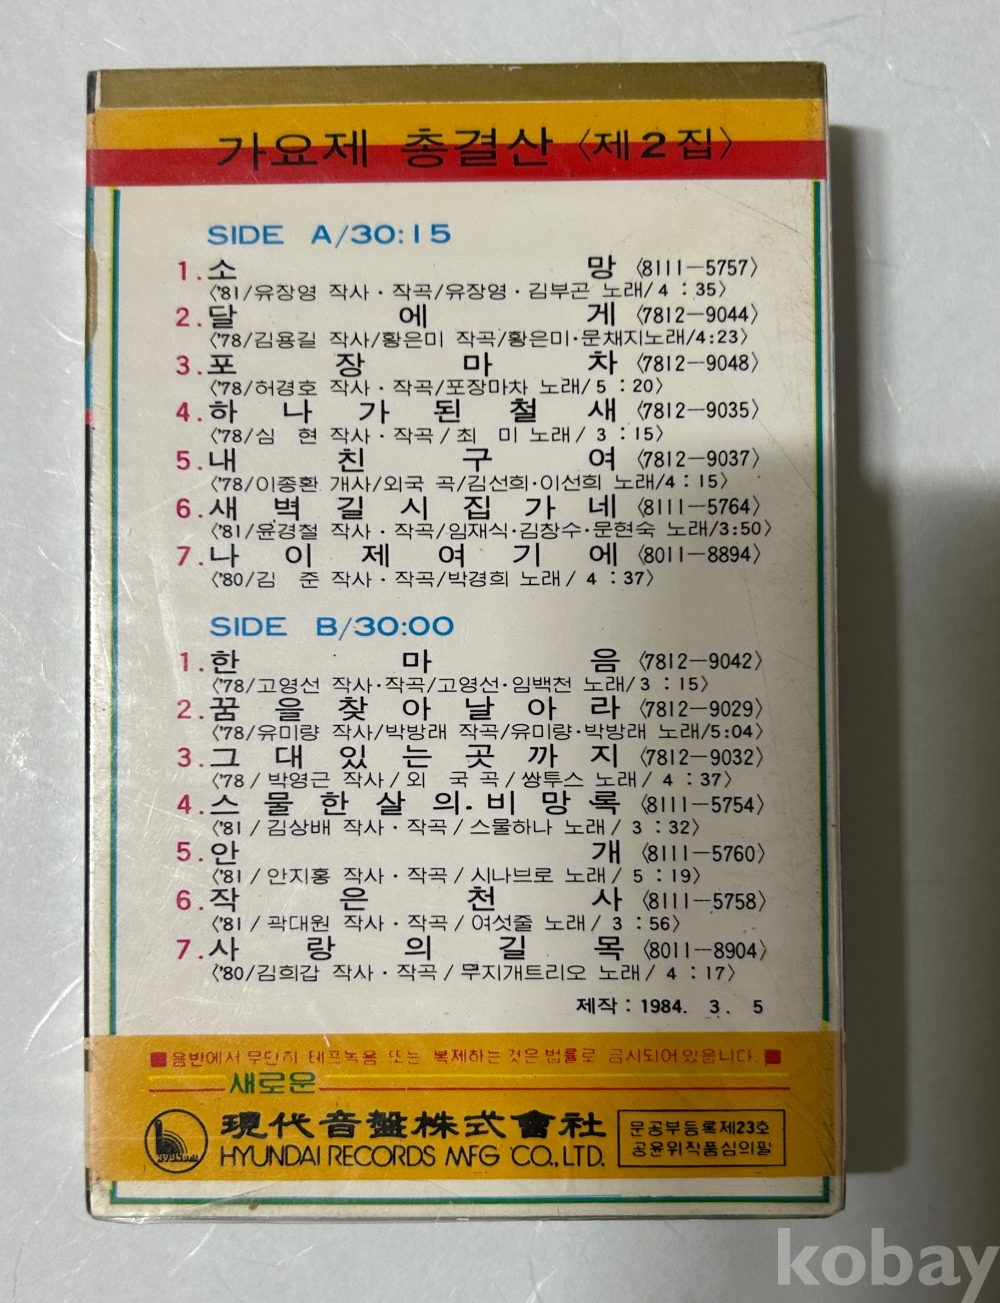 가요제 총결산〈제2집〉
SIDE A/30:15
1.소망〈8111-5757〉
〈'81/유장영 작사·작곡/유장영·김부곤 노래/4:35〉
2.달에게〈7812-9044〉
〈'78/김용길 작사/황은미 작곡/황은미·문채지노래/4:23〉
3.포장마차〈7812-9048〉
〈'78/허경호 작사·작곡/포장마차 노래/5:20〉
4.하나가된철새〈7812-9035〉
〈'78/심현 작사·작곡/최미 노래/3:15〉
5.내친구여〈7812-9037〉
〈'78/이종환 개사/외국 곡/김선희·이선희 노래/4:15〉
6.새벽길시집가네〈8111-5764〉
〈'81/윤경철 작사·작곡/임재식·김창수·문현숙 노래/3:50〉
7.나이제여기에〈8011-8894〉
〈'80/김준 작사·작곡/박경희 노래/4:37〉
SIDE B/30:00
1.한마음〈7812-9042〉
〈'78/고영선 작사·작곡/고영선·임백천 노래/3:15〉
2.꿈을찾아날아라〈7812-9029〉
〈'78/유미량 작사/박방래 작곡/유미량·박방래 노래/5:04〉
3.그대있는곳까지〈7812-9032〉
〈'78/박영근 작사/외국 곡/쌍투스 노래/4:37〉
4.스물한살의·비망록〈8111-5754〉
〈'81/김상배 작사·작곡/스물하나 노래/3:32〉
5.안개〈8111-5760〉
〈'81/안지홍 작사·작곡/시나브로 노래/5:19〉
6.작은천사〈8111-5758〉
〈'81/곽대원 작사·작곡/여섯줄 노래/3:56〉
7.사랑의길목〈8011-8904〉
〈'80/김희갑 작사·작곡/무지개트리오 노래/4:17〉
제작:1984. 3. 5
■음반에서 무단히 테프녹음 또는 복제하는것은 법률로 금시되어있읍니다.■
새로운
現代音盤株式會社
HYUNDAI RECORDS MFG CO., LTD.
문공부등록제23호
공윤위작품심의필
HYUNDAI
kobay